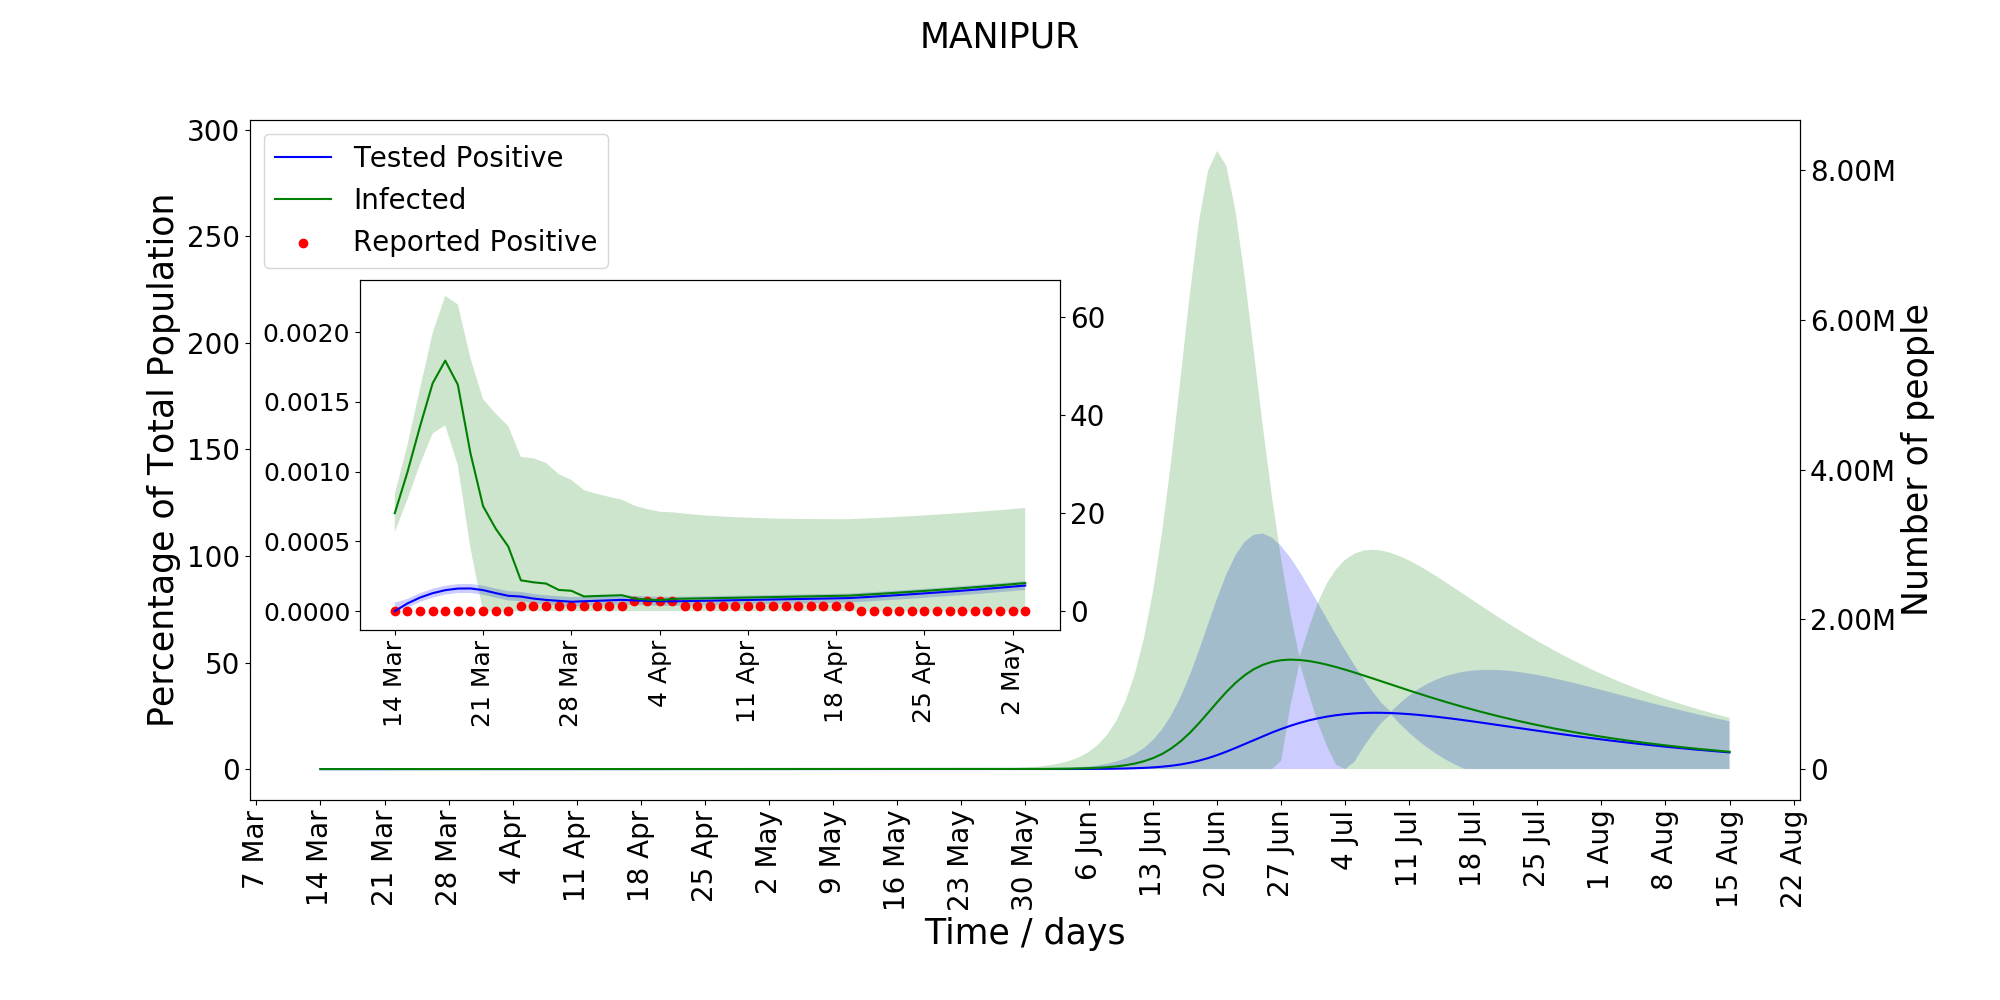 MANIPUR
Tested Positive
Infected
Reported Positive
Percentage of Total Population
300
250
200
150
100
50
0
8.00M
6.00M
4.00M
2.00M
0
Number of people
0.0020
0.0015
0.0010
0.0005
0.0000
60
40
20
0
14 Mar
21 Mar
28 Mar
4 Apr
11 Apr
18 Apr
25 Apr
2 May
7 Mar
14 Mar
21 Mar
28 Mar
4 Apr
11 Apr
18 Apr
25 Apr
2 May
9 May
16 May
23 May
30 May
6 Jun
13 Jun
20 Jun
27 Jun
4 Jul
11 Jul
18 Jul
25 Jul
1 Aug
8 Aug
15 Aug
22 Aug
Time / days